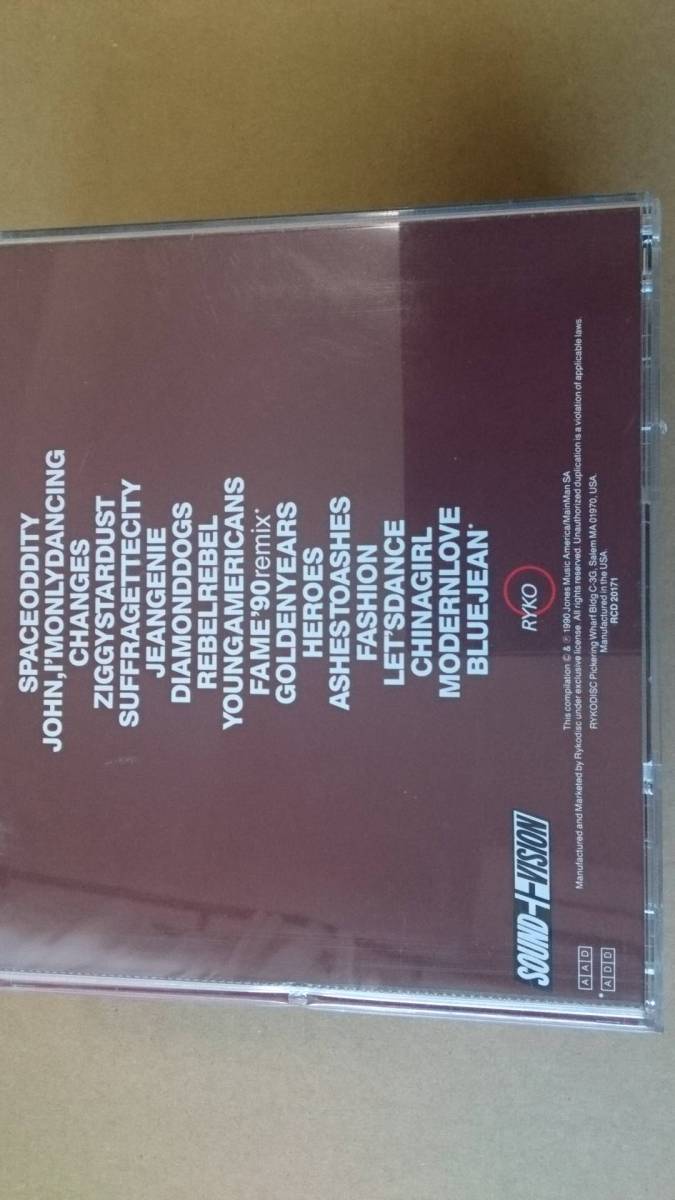 SPACEODDITY
JOHN,I'MONLYDANCING
CHANGES
ZIGGYSTARDUST
SUFFRAGETTECITY
JEANGENIE
DIAMONDDOGS
REBELREBEL
YOUNGAMERICANS
FAME'90remix*
GOLDENYEARS
HEROES
ASHESTOASHES
FASHION
LET'SDANCE
CHINAGIRL
MODERNLOVE
BLUEJEAN*
RYKO
SOUND+VISION
This compilation © & ℗ 1990 Jones Music America/MainMan SA
Manufactured and Marketed by Rykodisc under exclusive license. All rights reserved. Unauthorized duplication is a violation of applicable laws.
RYKODISC Pickering Wharf Bldg C-3G, Salem MA 01970, USA.
Manufactured in the USA.
RCD 20171
AAD
*ADD